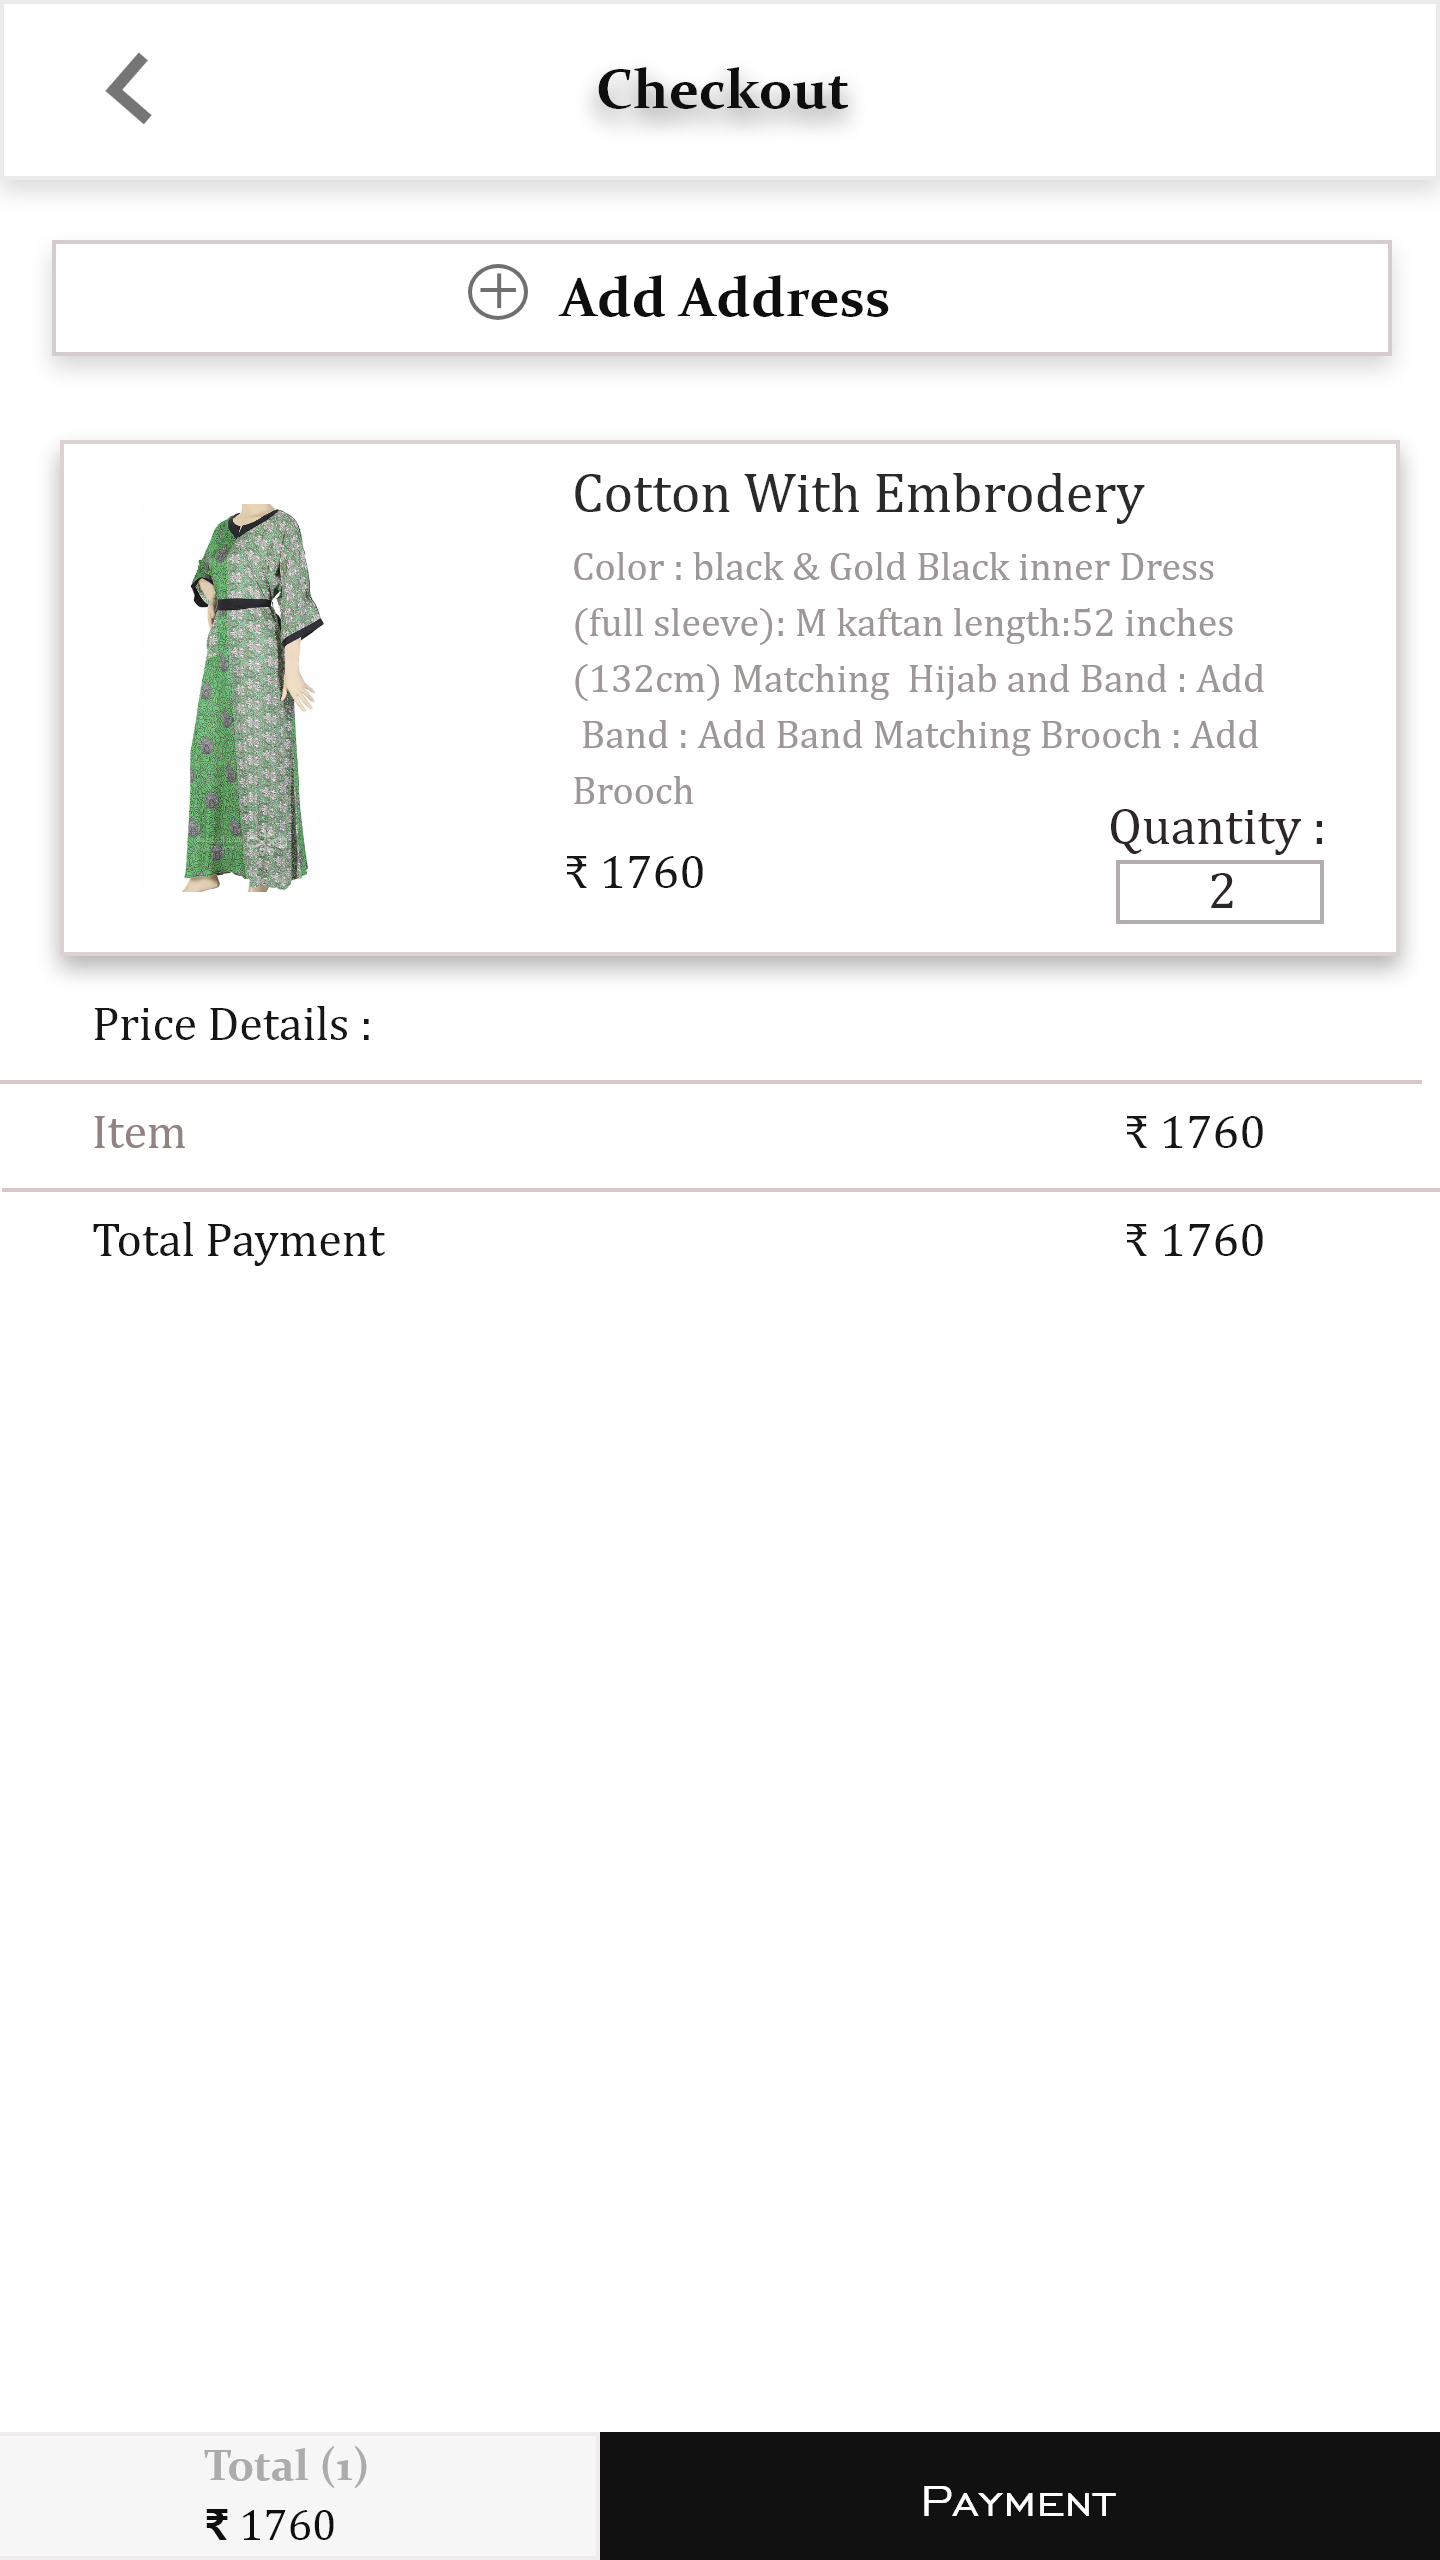 Checkout
Add Address
Cotton With Embrodery
Color : black & Gold Black inner Dress
(full sleeve): M kaftan length:52 inches
(132cm) Matching  Hijab and Band : Add
Band : Add Band Matching Brooch : Add
Brooch
Quantity :
₹ 1760
2
Price Details :
Item ₹ 1760
Total Payment ₹ 1760
Total (1)
₹ 1760
Payment